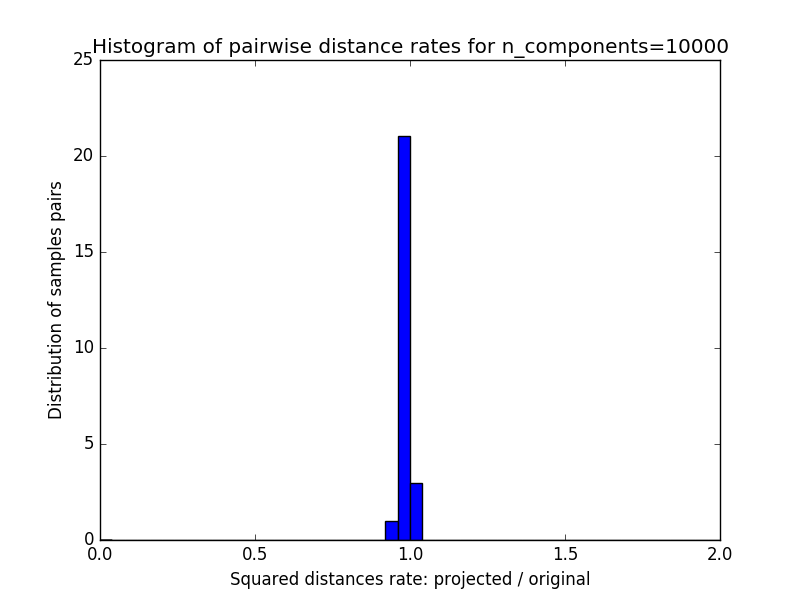 Histogram of pairwise distance rates for n_components=10000
25
20
15
10
5
0
Distribution of samples pairs
0.0 0.5 1.0 1.5 2.0
Squared distances rate: projected / original